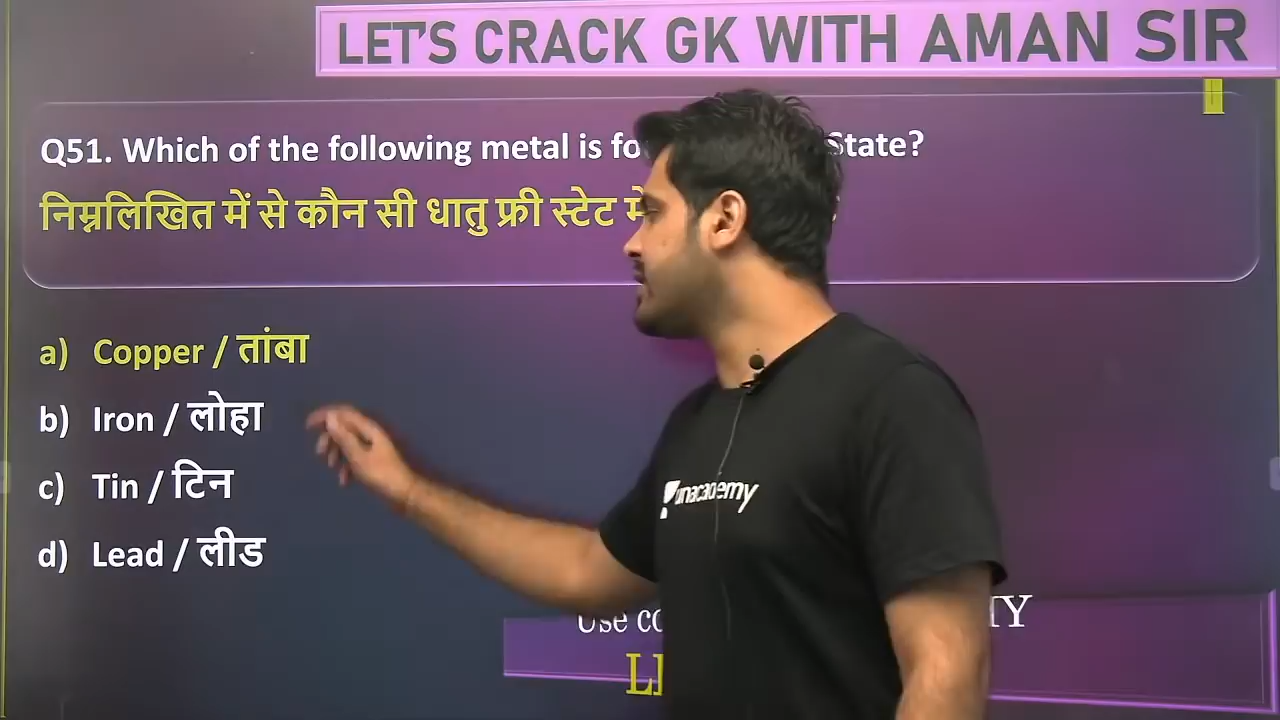 LET'S CRACK GK WITH AMAN SIR
Q51. Which of the following metal is State?
निम्नलिखित में से कौन सी धातु फ्री स्टेट में
a) Copper / तांबा
b) Iron / लोहा
c) Tin / टिन
d) Lead / लीड
unacademy
Use